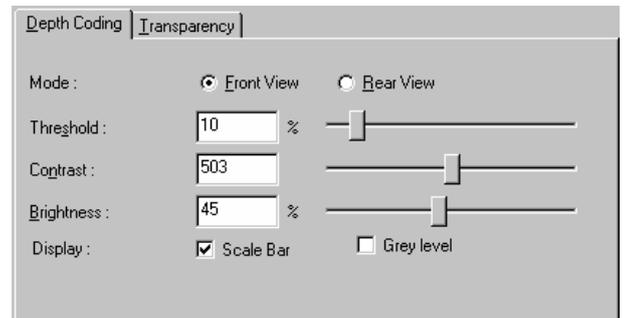 Depth Coding Transparency
Mode : Front View Rear View
Threshold : 10 %
Contrast : 503
Brightness : 45 %
Display : Scale Bar Grey level